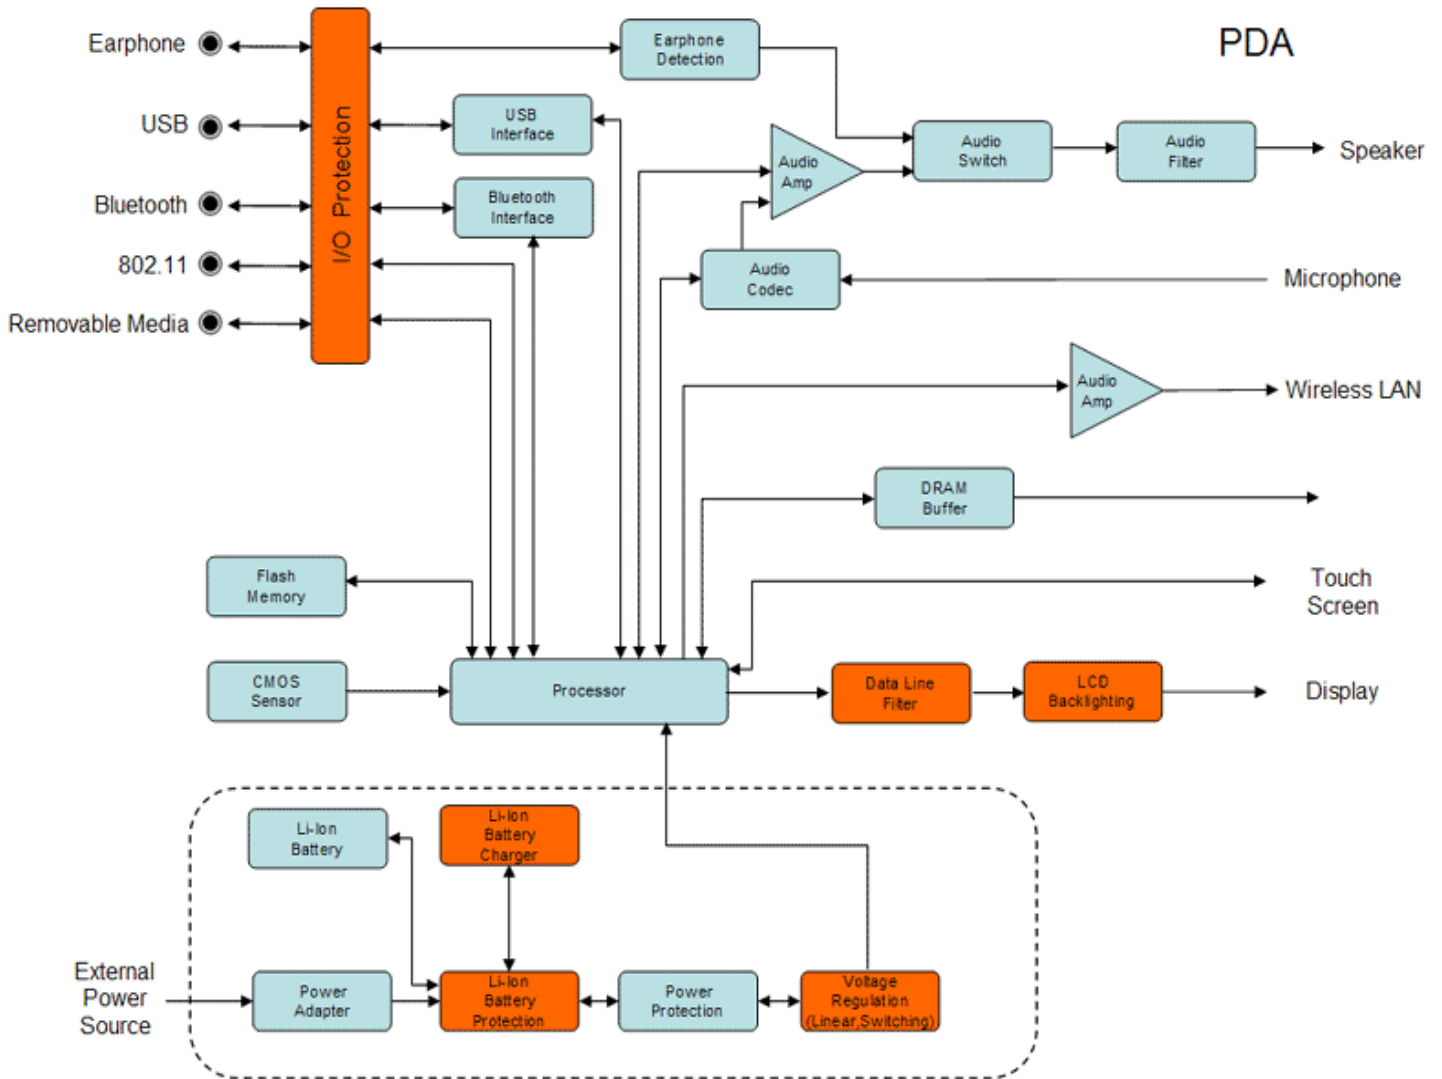 PDA
Earphone
USB
Bluetooth
802.11
Removable Media
I/O Protection
Earphone
Detection
USB
Interface
Bluetooth
Interface
Audio
Amp
Audio
Switch
Audio
Filter
Speaker
Audio
Codec
Microphone
Audio
Amp
Wireless LAN
DRAM
Buffer
Flash
Memory
Touch
Screen
CMOS
Sensor
Processor
Data Line
Filter
LCD
Backlighting
Display
Li-Ion
Battery
Li-Ion
Battery
Charger
External
Power
Source
Power
Adapter
Li-Ion
Battery
Protection
Power
Protection
Voltage
Regulation
(Linear,Switching)